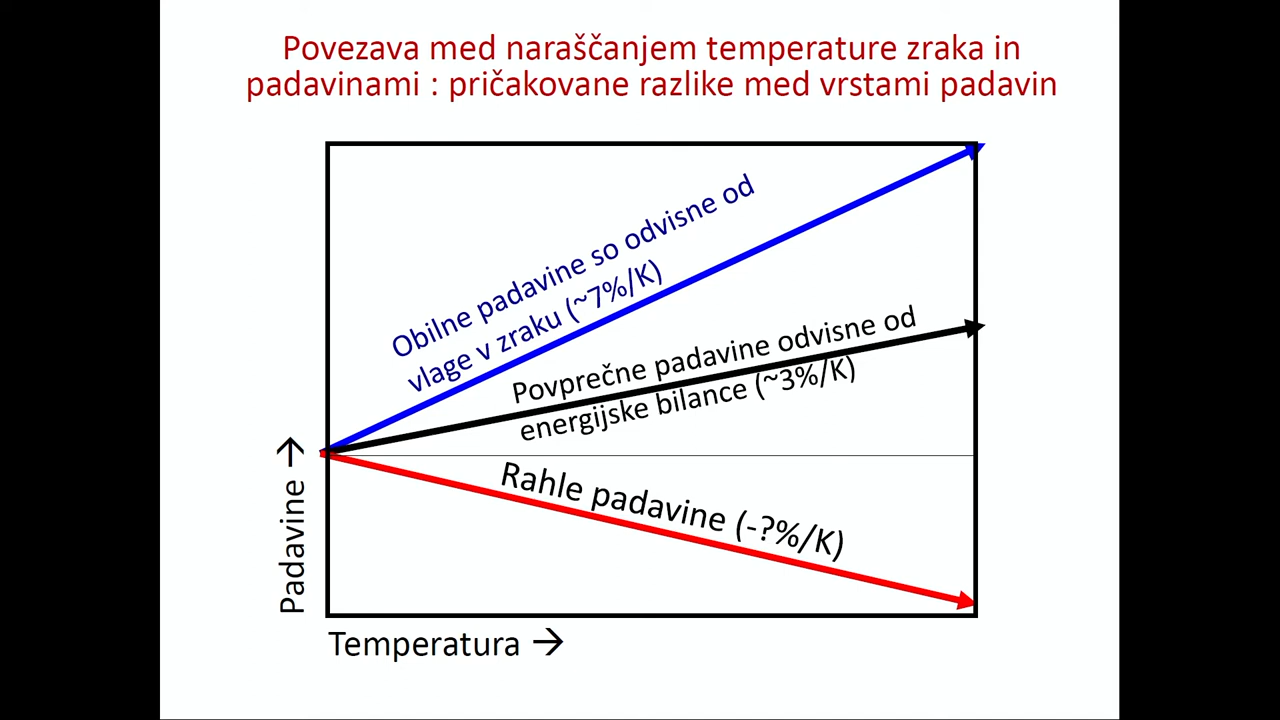 Povezava med naraščanjem temperature zraka in
padavinami : pričakovane razlike med vrstami padavin
Obilne padavine so odvisne od
vlage v zraku (~7%/K)
Povprečne padavine odvisne od
energijske bilance (~3%/K)
Rahle padavine (-?%/K)
Padavine →
Temperatura →